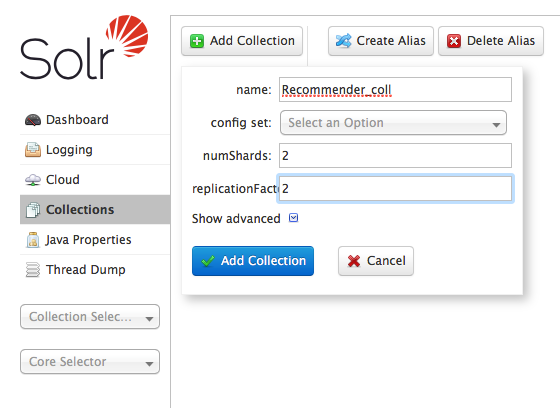 Solr
Add Collection
Create Alias
Delete Alias
name: Recommender_coll
config set: Select an Option
numShards: 2
replicationFact 2
Show advanced
Add Collection
Cancel
Dashboard
Logging
Cloud
Collections
Java Properties
Thread Dump
Collection Selec...
Core Selector